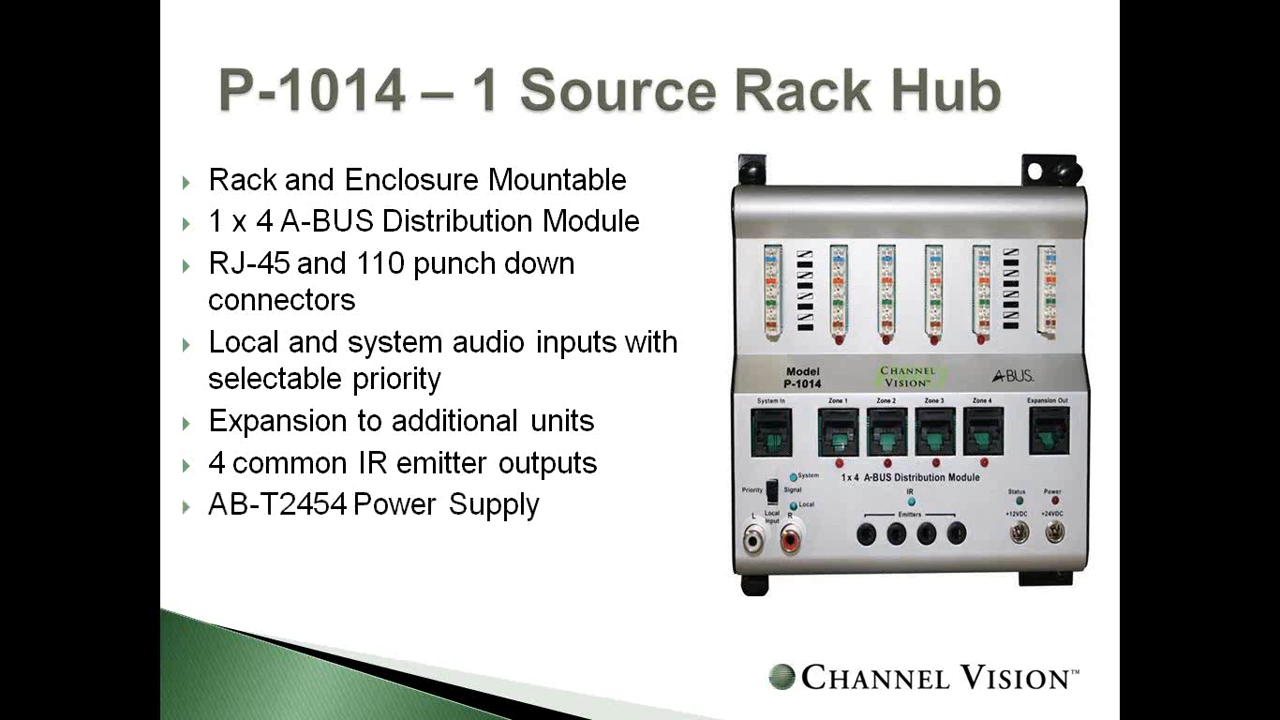 P-1014 – 1 Source Rack Hub
Rack and Enclosure Mountable
1 x 4 A-BUS Distribution Module
RJ-45 and 110 punch down
connectors
Local and system audio inputs with
selectable priority
Expansion to additional units
4 common IR emitter outputs
AB-T2454 Power Supply
Model
P-1014
CHANNEL
VISION™
A-BUS
System In
Zone 1
Zone 2
Zone 3
Zone 4
Expansion Out
1 x 4 A-BUS Distribution Module
System
Priority
Signal
Local
Local
Input
L
R
IR
Emitters
Status
Power
+12VDC
+24VDC
CHANNEL VISION™